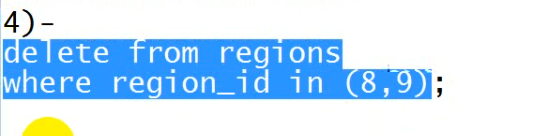 4)-
delete from regions
where region_id in (8,9);